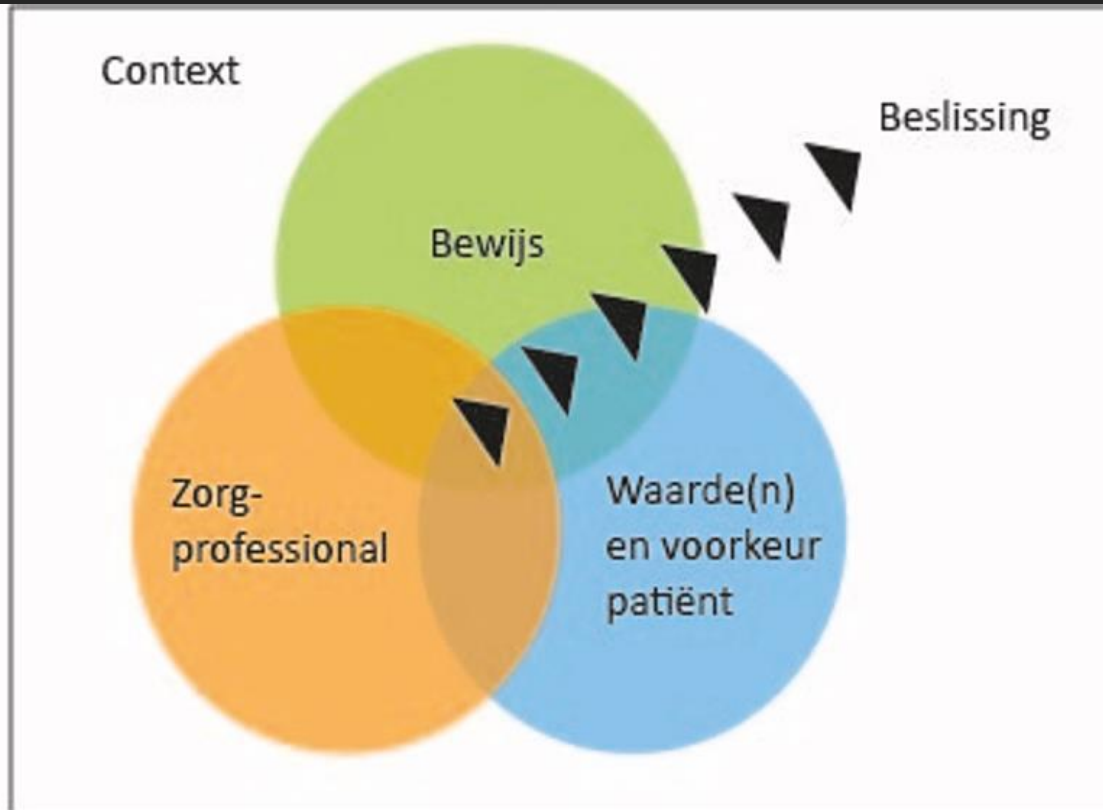 Context
Beslissing
Bewijs
Zorg-
professional
Waarde(n)
en voorkeur
patiënt